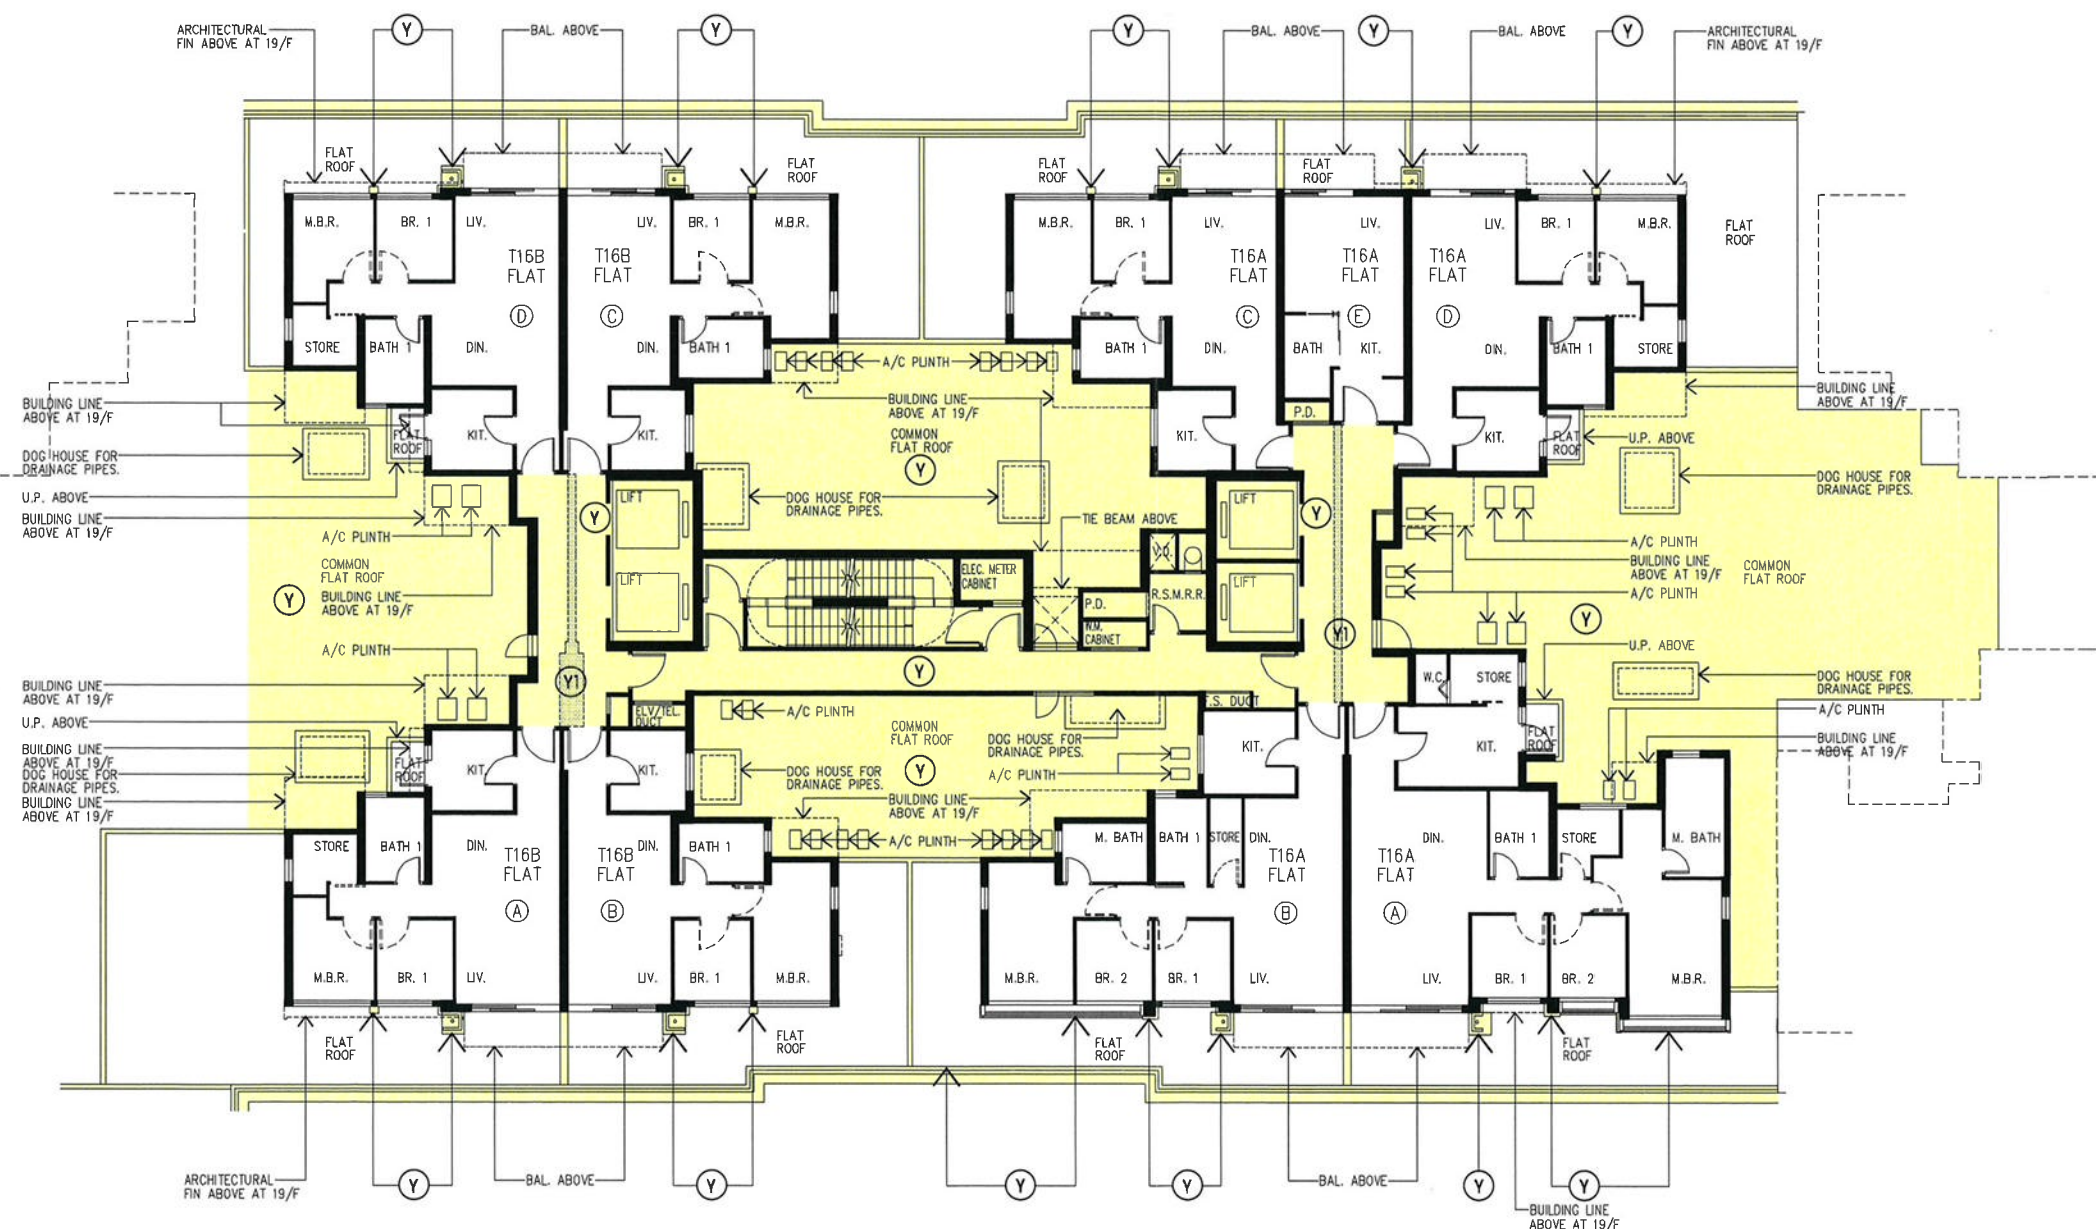 ARCHITECTURAL
FIN ABOVE AT 19/F
Y
BAL. ABOVE
Y
Y
BAL. ABOVE
Y
BAL. ABOVE
Y
ARCHITECTURAL
FIN ABOVE AT 19/F
FLAT
ROOF
FLAT
ROOF
FLAT
ROOF
FLAT
ROOF
M.B.R.
BR. 1
LIV.
LIV.
BR. 1
M.B.R.
M.B.R.
BR. 1
LIV.
LIV.
LIV.
BR. 1
M.B.R.
FLAT
ROOF
T16B
FLAT
D
T16B
FLAT
C
T16A
FLAT
C
T16A
FLAT
E
T16A
FLAT
D
STORE
BATH 1
DIN.
DIN.
BATH 1
A/C PLINTH
BATH 1
DIN.
BATH
KIT.
DIN.
BATH 1
STORE
BUILDING LINE
ABOVE AT 19/F
BUILDING LINE
ABOVE AT 19/F
BUILDING LINE
ABOVE AT 19/F
P.D.
FLAT
ROOF
KIT.
KIT.
COMMON
FLAT ROOF
Y
KIT.
KIT.
FLAT
ROOF
U.P. ABOVE
DOG HOUSE FOR
DRAINAGE PIPES.
DOG HOUSE FOR
DRAINAGE PIPES.
U.P. ABOVE
BUILDING LINE
ABOVE AT 19/F
LIFT
Y
DOG HOUSE FOR
DRAINAGE PIPES.
TIE BEAM ABOVE
LIFT
Y
A/C PLINTH
A/C PLINTH
V.D.
BUILDING LINE
ABOVE AT 19/F
COMMON
FLAT ROOF
COMMON
FLAT ROOF
Y
BUILDING LINE
ABOVE AT 19/F
LIFT
ELEC. METER
CABINET
R.S.M.R.R.
LIFT
A/C PLINTH
P.D.
W.M.
CABINET
Y
Y1
A/C PLINTH
U.P. ABOVE
Y1
Y
W.C.
STORE
DOG HOUSE FOR
DRAINAGE PIPES.
BUILDING LINE
ABOVE AT 19/F
ELV/TEL.
DUCT
A/C PLINTH
F.S. DUCT
A/C PLINTH
U.P. ABOVE
COMMON
FLAT ROOF
Y
DOG HOUSE FOR
DRAINAGE PIPES.
A/C PLINTH
KIT.
KIT.
FLAT
ROOF
BUILDING LINE
ABOVE AT 19/F
BUILDING LINE
ABOVE AT 19/F
DOG HOUSE FOR
DRAINAGE PIPES.
FLAT
ROOF
KIT.
KIT.
DOG HOUSE FOR
DRAINAGE PIPES.
BUILDING LINE
ABOVE AT 19/F
BUILDING LINE
ABOVE AT 19/F
STORE
BATH 1
DIN.
DIN.
BATH 1
A/C PLINTH
M. BATH
BATH 1
STORE
DIN.
DIN.
BATH 1
STORE
M. BATH
T16B
FLAT
A
T16B
FLAT
B
T16A
FLAT
B
T16A
FLAT
A
M.B.R.
BR. 1
LIV.
LIV.
BR. 1
M.B.R.
M.B.R.
BR. 2
BR. 1
LIV.
LIV.
BR. 1
BR. 2
M.B.R.
FLAT
ROOF
FLAT
ROOF
FLAT
ROOF
FLAT
ROOF
ARCHITECTURAL
FIN ABOVE AT 19/F
Y
BAL. ABOVE
Y
Y
Y
BAL. ABOVE
Y
Y
BUILDING LINE
ABOVE AT 19/F